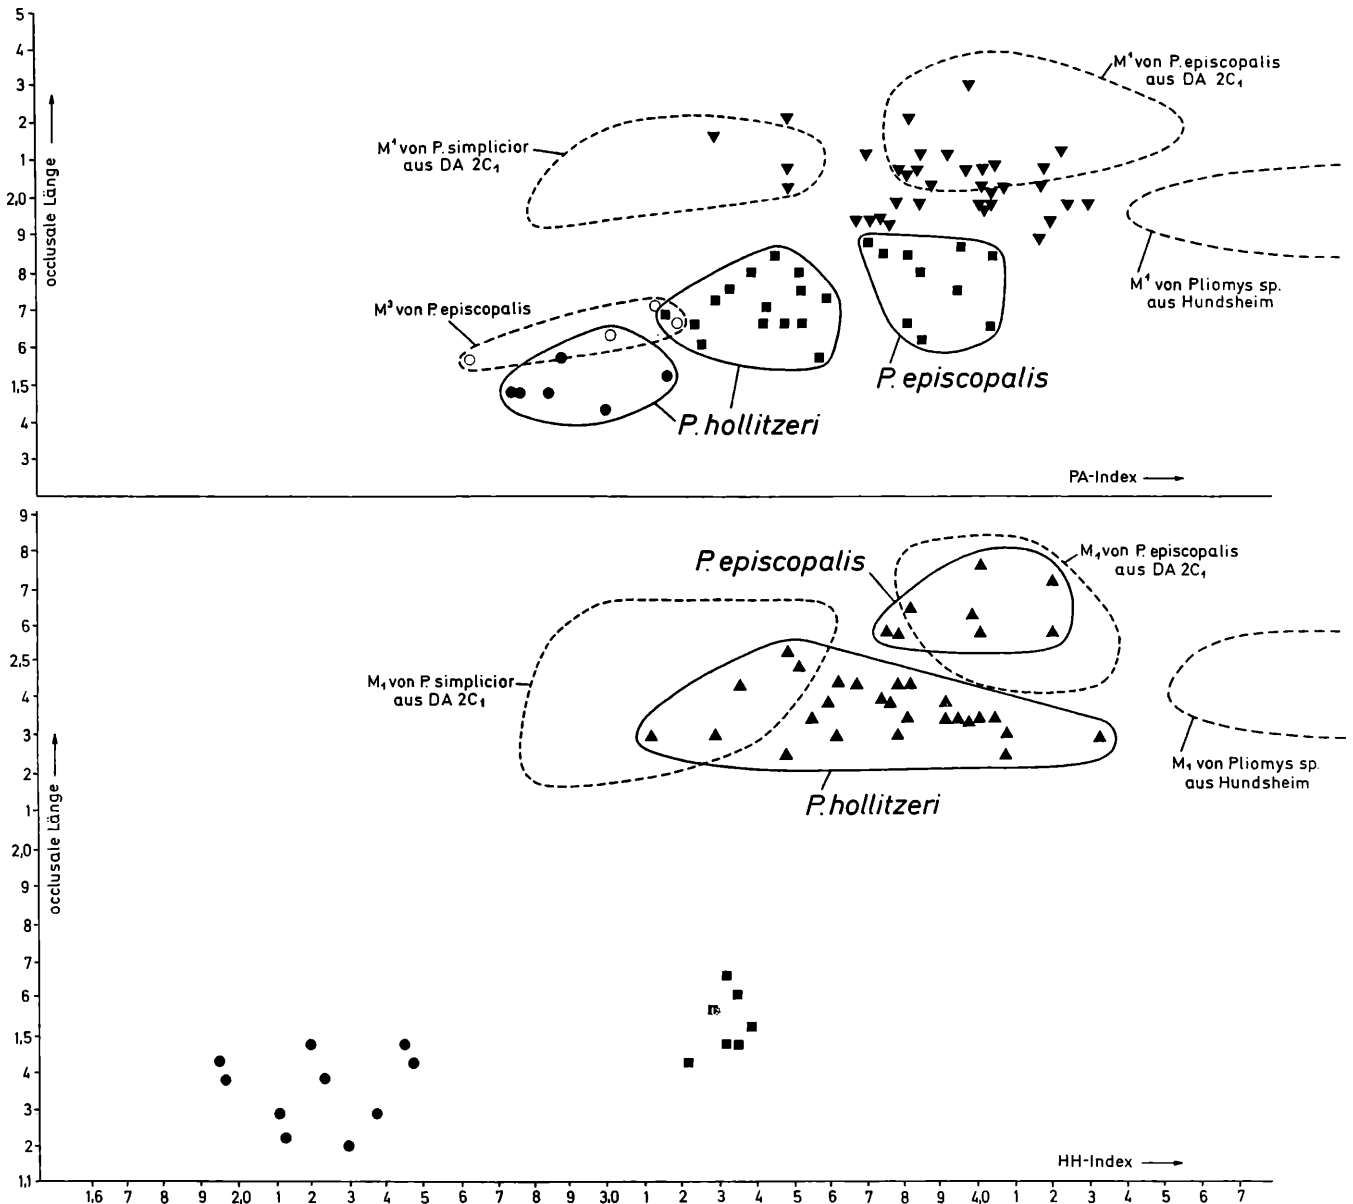 5
4
3
2
1
2,0
9
8
7
6
1,5
4
3
occlusale Länge
M¹ von P. simplicior
aus DA 2C₁
M¹ von P. episcopalis
aus DA 2C₁
M¹ von Pliomys sp.
aus Hundsheim
M³ von P. episcopalis
P. hollitzeri
P. episcopalis
PA-Index
9
8
7
6
2,5
4
3
2
1
2,0
9
8
7
6
1,5
4
3
2
1,1
occlusale Länge
P. episcopalis
M₁ von P. episcopalis
aus DA 2C₁
M₁ von P. simplicior
aus DA 2C₁
M₁ von Pliomys sp.
aus Hundsheim
P. hollitzeri
HH-Index
1,6 7 8 9 2,0 1 2 3 4 5 6 7 8 9 3,0 1 2 3 4 5 6 7 8 9 4,0 1 2 3 4 5 6 7